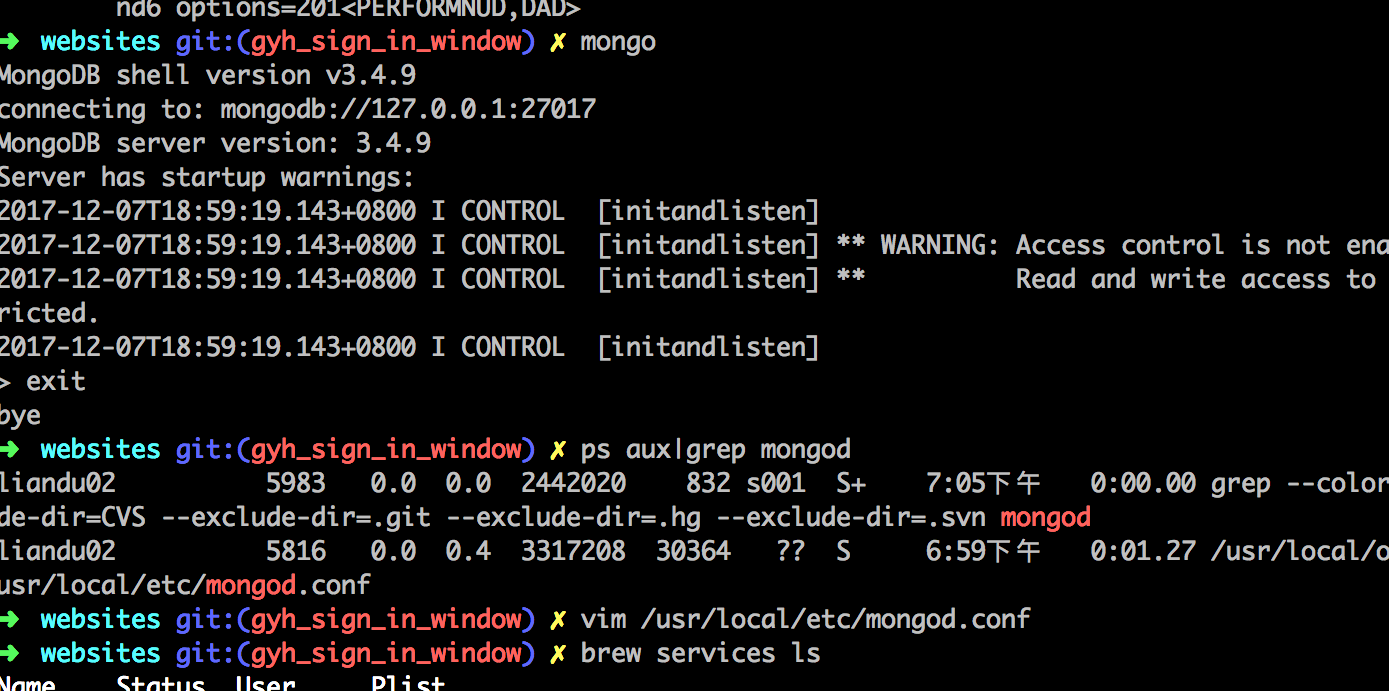 nd6 options=201<PERFORMNUD,DAD>
➜ websites git:(gyh_sign_in_window) ✗ mongo
MongoDB shell version v3.4.9
connecting to: mongodb://127.0.0.1:27017
MongoDB server version: 3.4.9
Server has startup warnings:
2017-12-07T18:59:19.143+0800 I CONTROL  [initandlisten]
2017-12-07T18:59:19.143+0800 I CONTROL  [initandlisten] ** WARNING: Access control is not ena
2017-12-07T18:59:19.143+0800 I CONTROL  [initandlisten] **          Read and write access to
ricted.
2017-12-07T18:59:19.143+0800 I CONTROL  [initandlisten]
> exit
bye
➜ websites git:(gyh_sign_in_window) ✗ ps aux|grep mongod
liandu02          5983   0.0  0.0  2442020    832 s001  S+    7:05下午   0:00.00 grep --color
de-dir=CVS --exclude-dir=.git --exclude-dir=.hg --exclude-dir=.svn mongod
liandu02          5816   0.0  0.4  3317208  30364   ??  S     6:59下午   0:01.27 /usr/local/o
usr/local/etc/mongod.conf
➜ websites git:(gyh_sign_in_window) ✗ vim /usr/local/etc/mongod.conf
➜ websites git:(gyh_sign_in_window) ✗ brew services ls
Name    Status  User     Plist